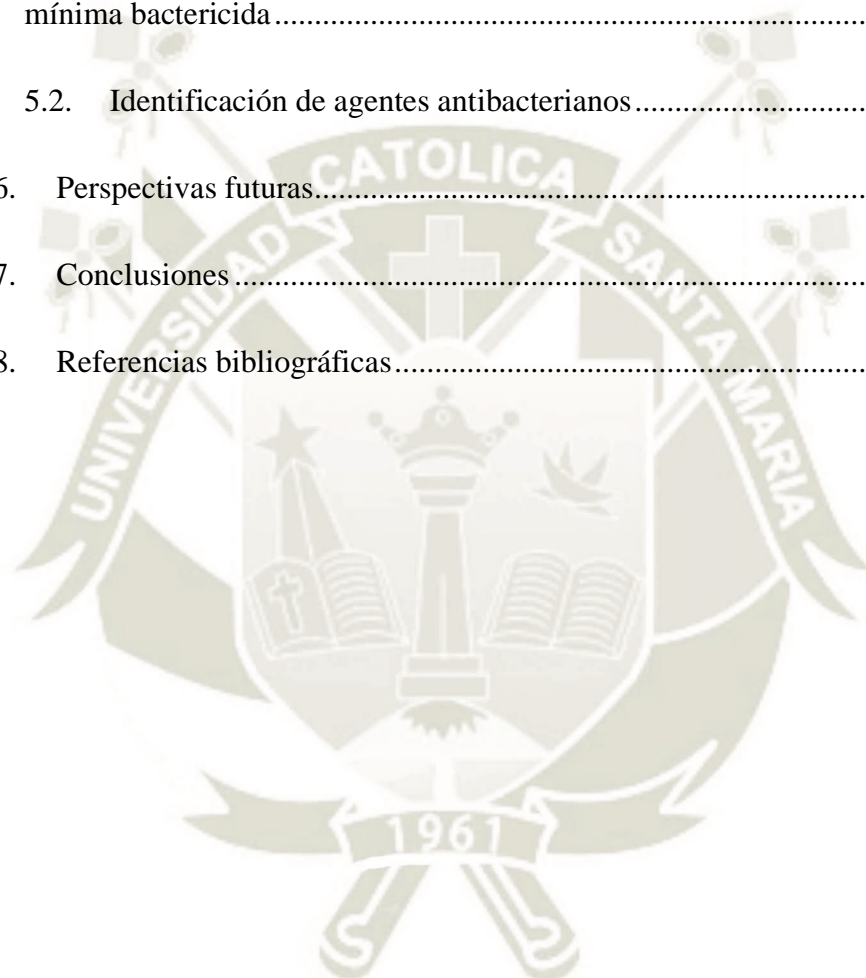 mínima bactericida........................................................................
5.2. Identificación de agentes antibacterianos.............................
6. Perspectivas futuras.....................................................................
7. Conclusiones...............................................................................
8. Referencias bibliográficas...........................................................
UNIVERSIDAD CATOLICA SANTA MARIA
1961